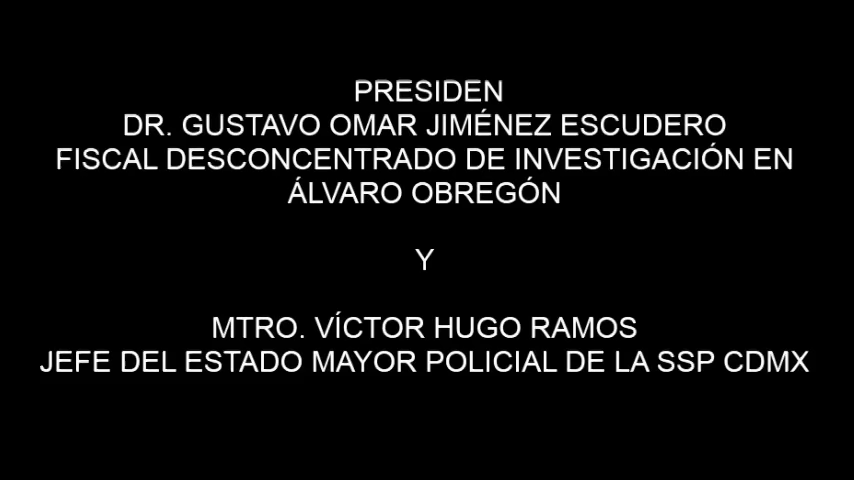 PRESIDEN
DR. GUSTAVO OMAR JIMÉNEZ ESCUDERO
FISCAL DESCONCENTRADO DE INVESTIGACIÓN EN
ÁLVARO OBREGÓN
Y
MTRO. VÍCTOR HUGO RAMOS
JEFE DEL ESTADO MAYOR POLICIAL DE LA SSP CDMX